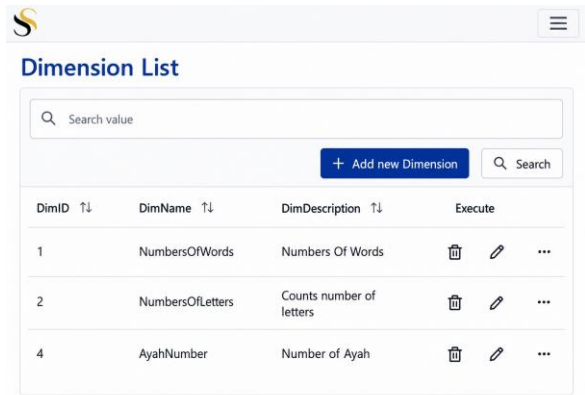 Dimension List
Search value
+ Add new Dimension
Search
DimID DimName DimDescription Execute
1 NumbersOfWords Numbers Of Words
2 NumbersOfLetters Counts number of
letters
4 AyahNumber Number of Ayah